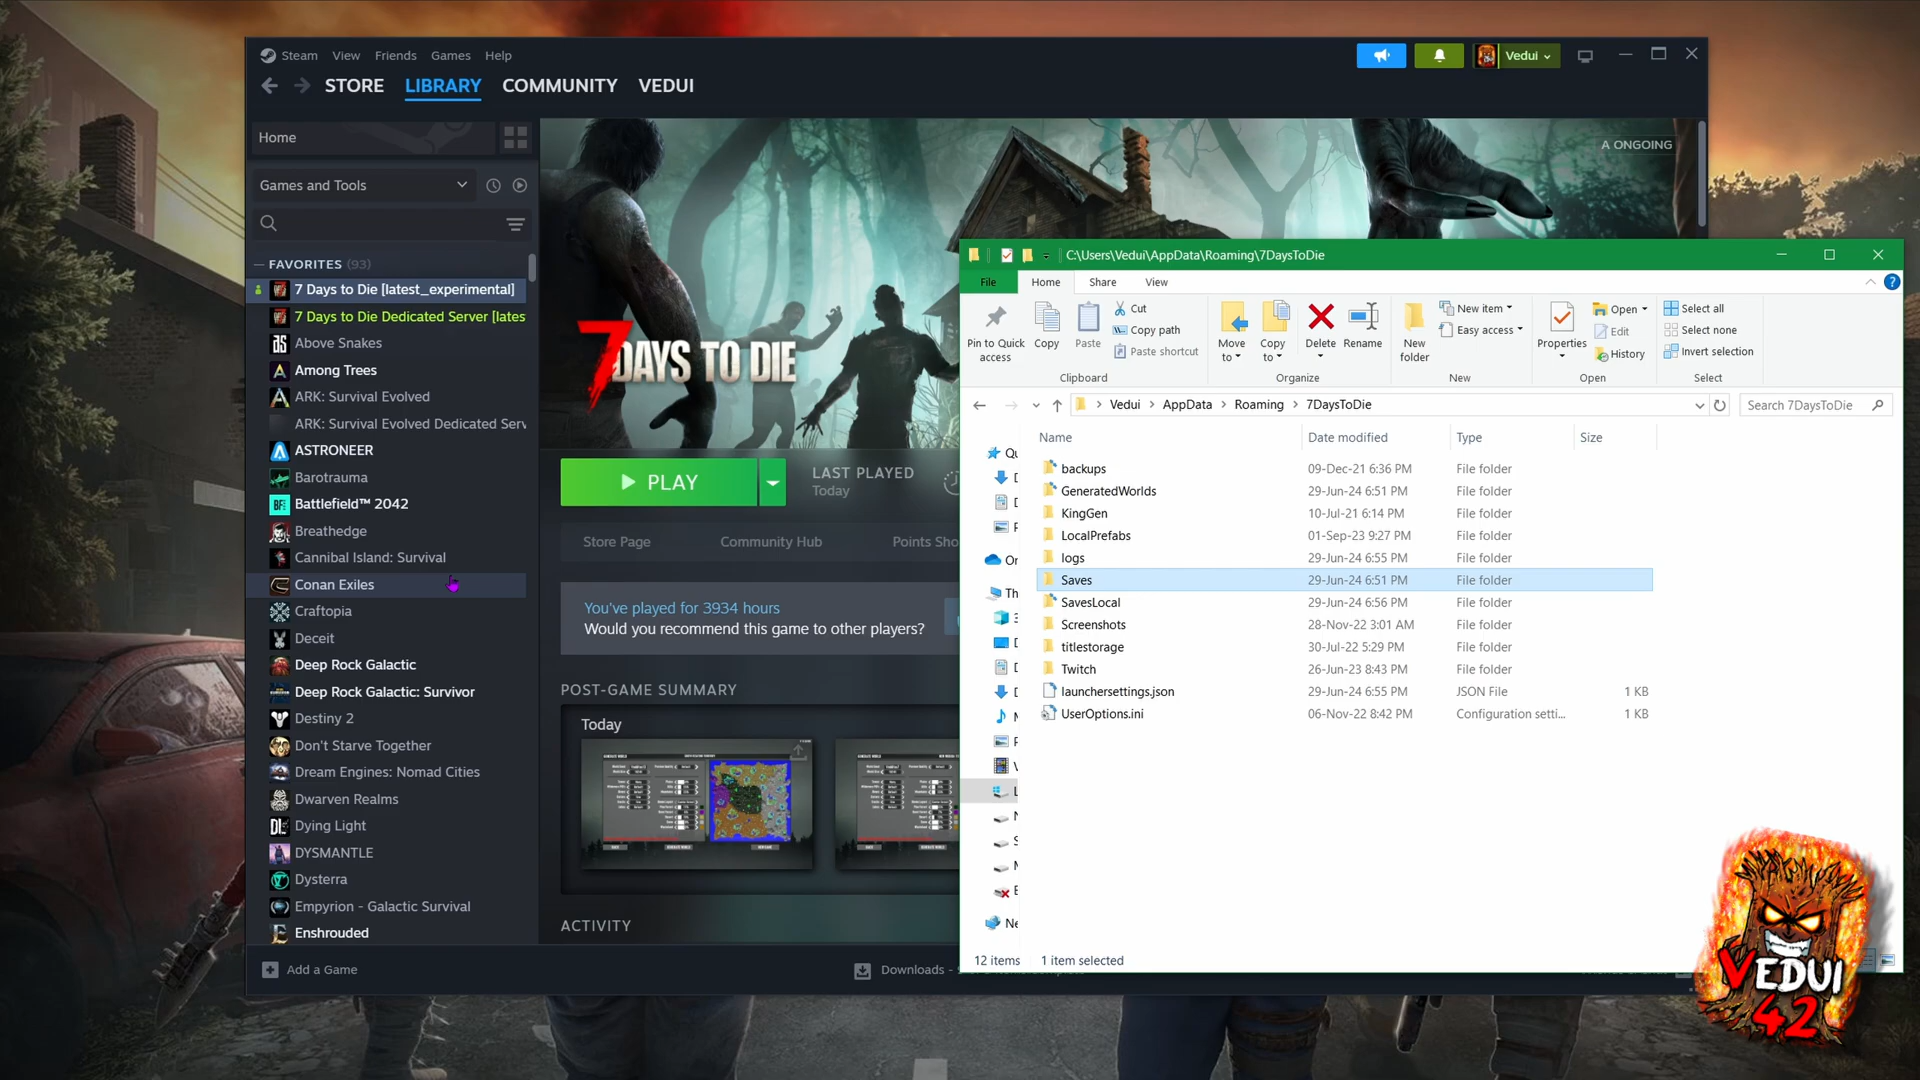 Steam View Friends Games Help
Vedui
STORE LIBRARY COMMUNITY VEDUI
Home
Games and Tools
FAVORITES (93)
7 Days to Die [latest_experimental]
7 Days to Die Dedicated Server [lates
Above Snakes
Among Trees
ARK: Survival Evolved
ARK: Survival Evolved Dedicated Serv
ASTRONEER
Barotrauma
Battlefield™ 2042
Breathedge
Cannibal Island: Survival
Conan Exiles
Craftopia
Deceit
Deep Rock Galactic
Deep Rock Galactic: Survivor
Destiny 2
Don't Starve Together
Dream Engines: Nomad Cities
Dwarven Realms
Dying Light
DYSMANTLE
Dysterra
Empyrion - Galactic Survival
Enshrouded
Add a Game
A ONGOING
7 DAYS TO DIE
PLAY
LAST PLAYED
Today
Store Page Community Hub Points Sho
You've played for 3934 hours
Would you recommend this game to other players?
POST-GAME SUMMARY
Today
ACTIVITY
Downloads -
C:\Users\Vedui\AppData\Roaming\7DaysToDie
File Home Share View
Pin to Quick access
Copy
Paste
Cut
Copy path
Paste shortcut
Clipboard
Move to
Copy to
Delete
Rename
Organize
New folder
New item
Easy access
New
Properties
Open
Edit
History
Open
Select all
Select none
Invert selection
Select
Vedui > AppData > Roaming > 7DaysToDie
Search 7DaysToDie
Name Date modified Type Size
backups 09-Dec-21 6:36 PM File folder
GeneratedWorlds 29-Jun-24 6:51 PM File folder
KingGen 10-Jul-21 6:14 PM File folder
LocalPrefabs 01-Sep-23 9:27 PM File folder
logs 29-Jun-24 6:55 PM File folder
Saves 29-Jun-24 6:51 PM File folder
SavesLocal 29-Jun-24 6:56 PM File folder
Screenshots 28-Nov-22 3:01 AM File folder
titlestorage 30-Jul-22 5:29 PM File folder
Twitch 26-Jun-23 8:43 PM File folder
launchersettings.json 29-Jun-24 6:55 PM JSON File 1 KB
UserOptions.ini 06-Nov-22 8:42 PM Configuration setti... 1 KB
Qu
Or
Th
Ne
12 items 1 item selected
VEDUI
42